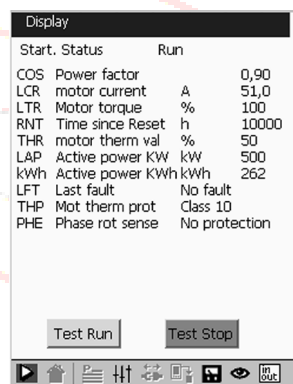 Display
Start. Status Run
COS Power factor 0,90
LCR motor current A 51,0
LTR Motor torque % 100
RNT Time since Reset h 10000
THR motor therm val % 50
LAP Active power KW kW 500
kWh Active power KWh kWh 262
LFT Last fault No fault
THP Mot therm prot Class 10
PHE Phase rot sense No protection
Test Run Test Stop
in out